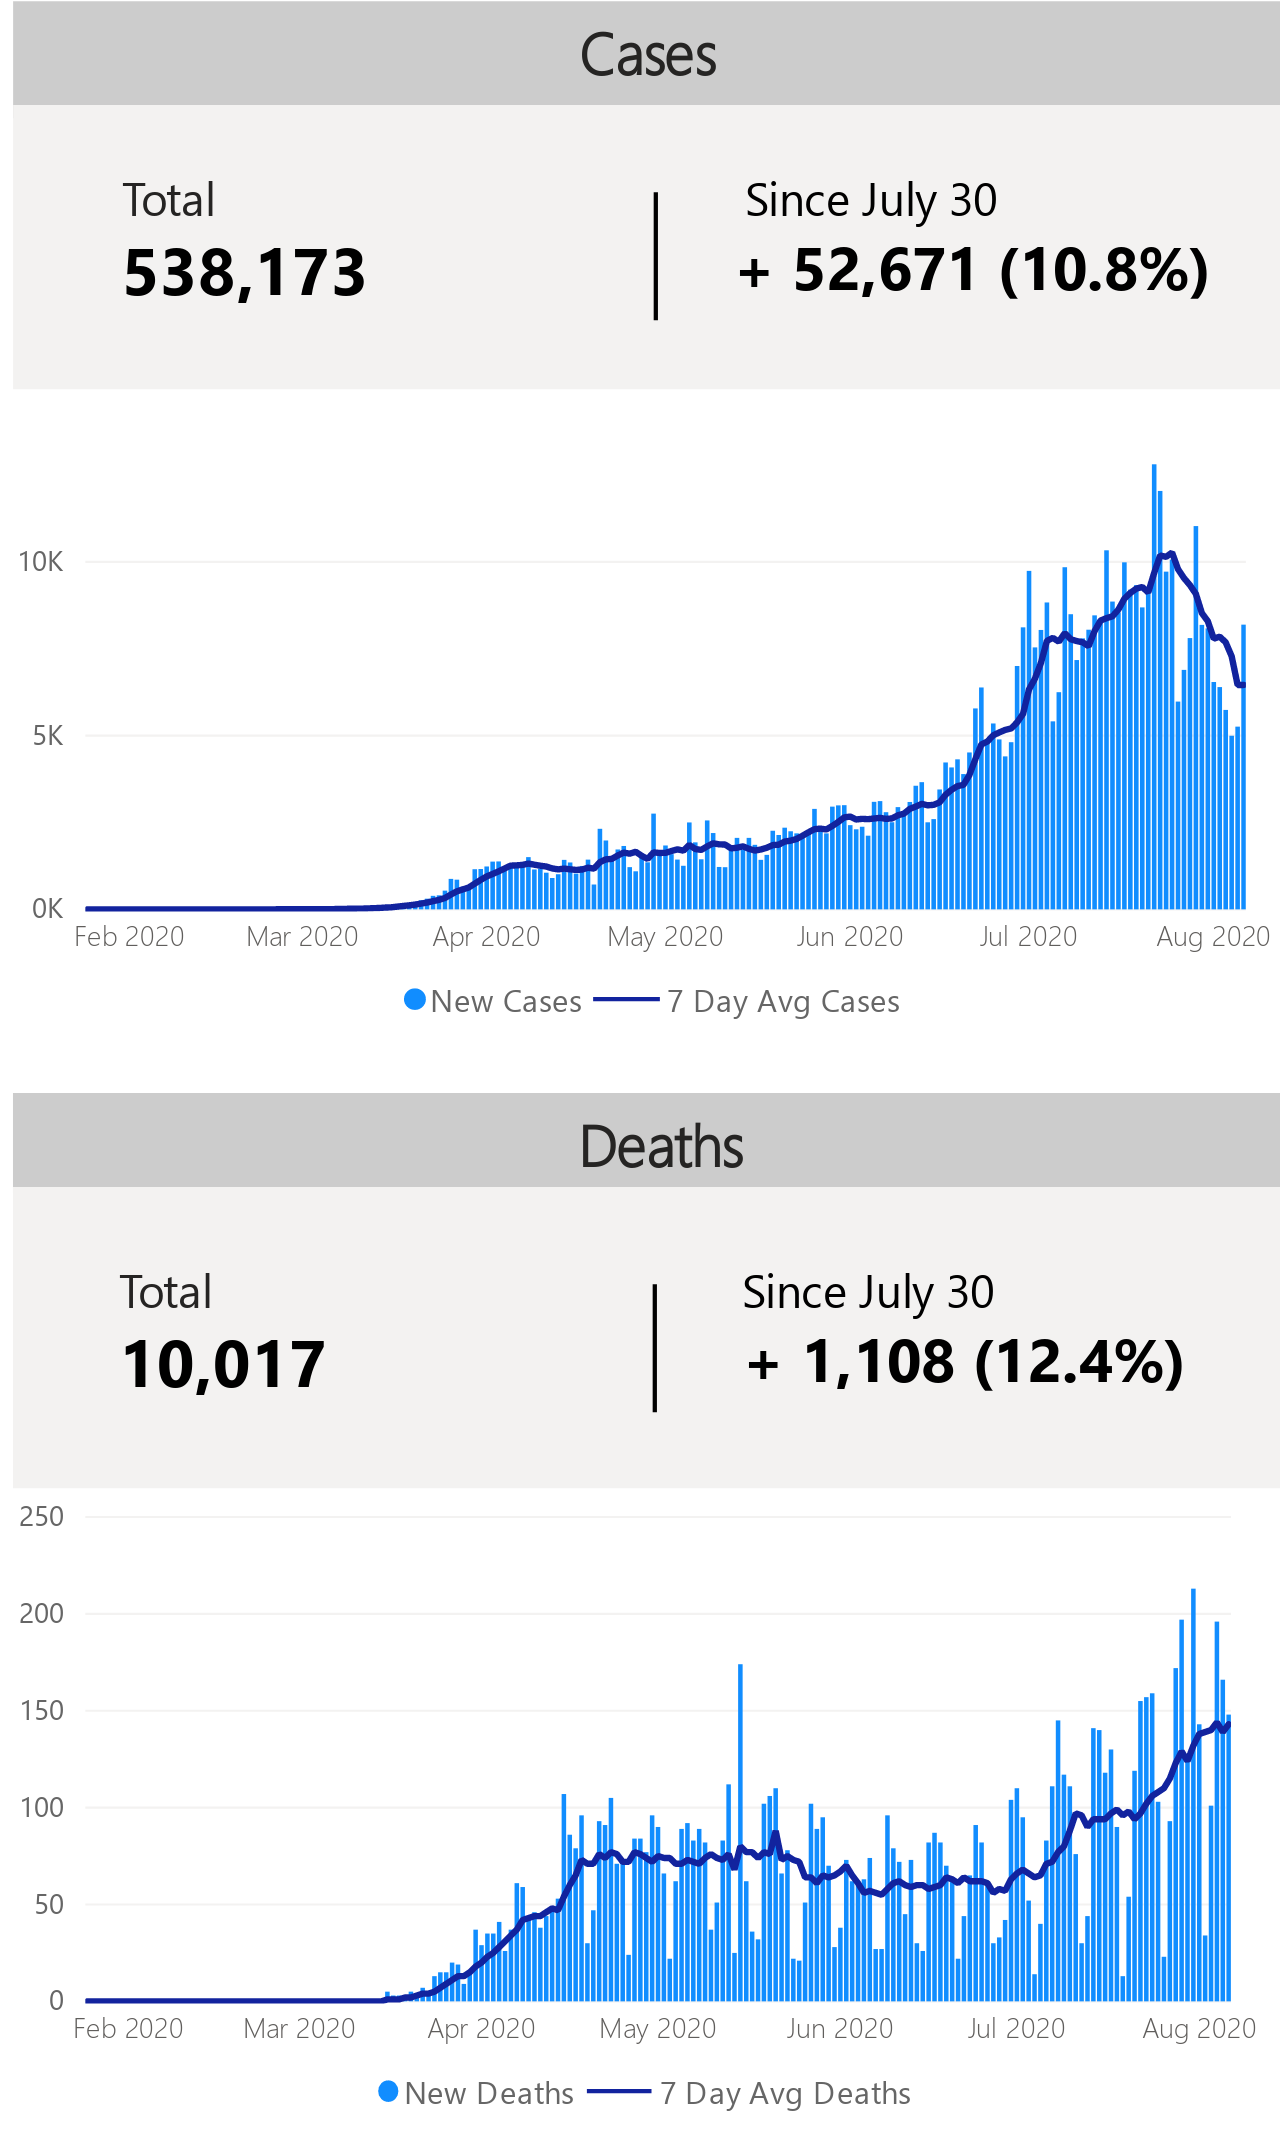 Cases
Total
Since July 30
538,173
+ 52,671 (10.8%)
10K
5K
0K
Feb 2020 Mar 2020 Apr 2020 May 2020 Jun 2020 Jul 2020 Aug 2020
New Cases 7 Day Avg Cases
Deaths
Total
Since July 30
10,017
+ 1,108 (12.4%)
250
200
150
100
50
0
Feb 2020 Mar 2020 Apr 2020 May 2020 Jun 2020 Jul 2020 Aug 2020
New Deaths 7 Day Avg Deaths